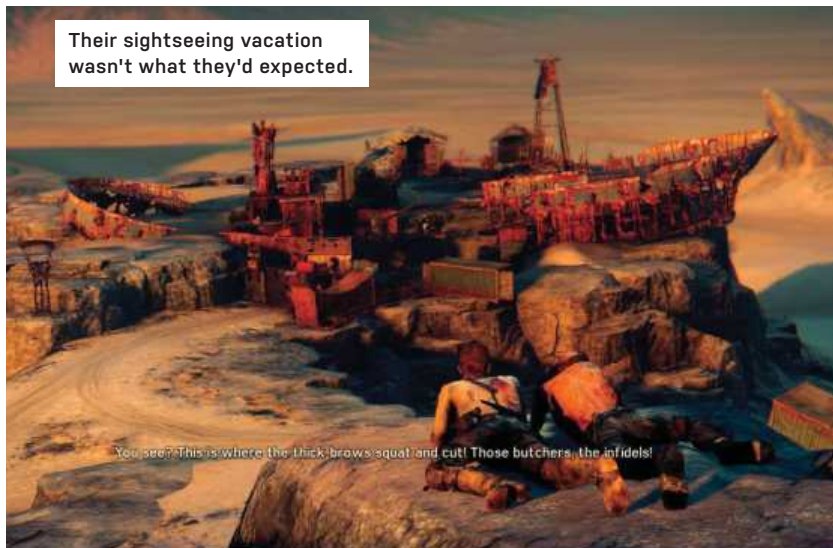 Their sightseeing vacation
wasn't what they'd expected.
You see? This is where the thick-brows squat and cut! Those butchers, the infidels!